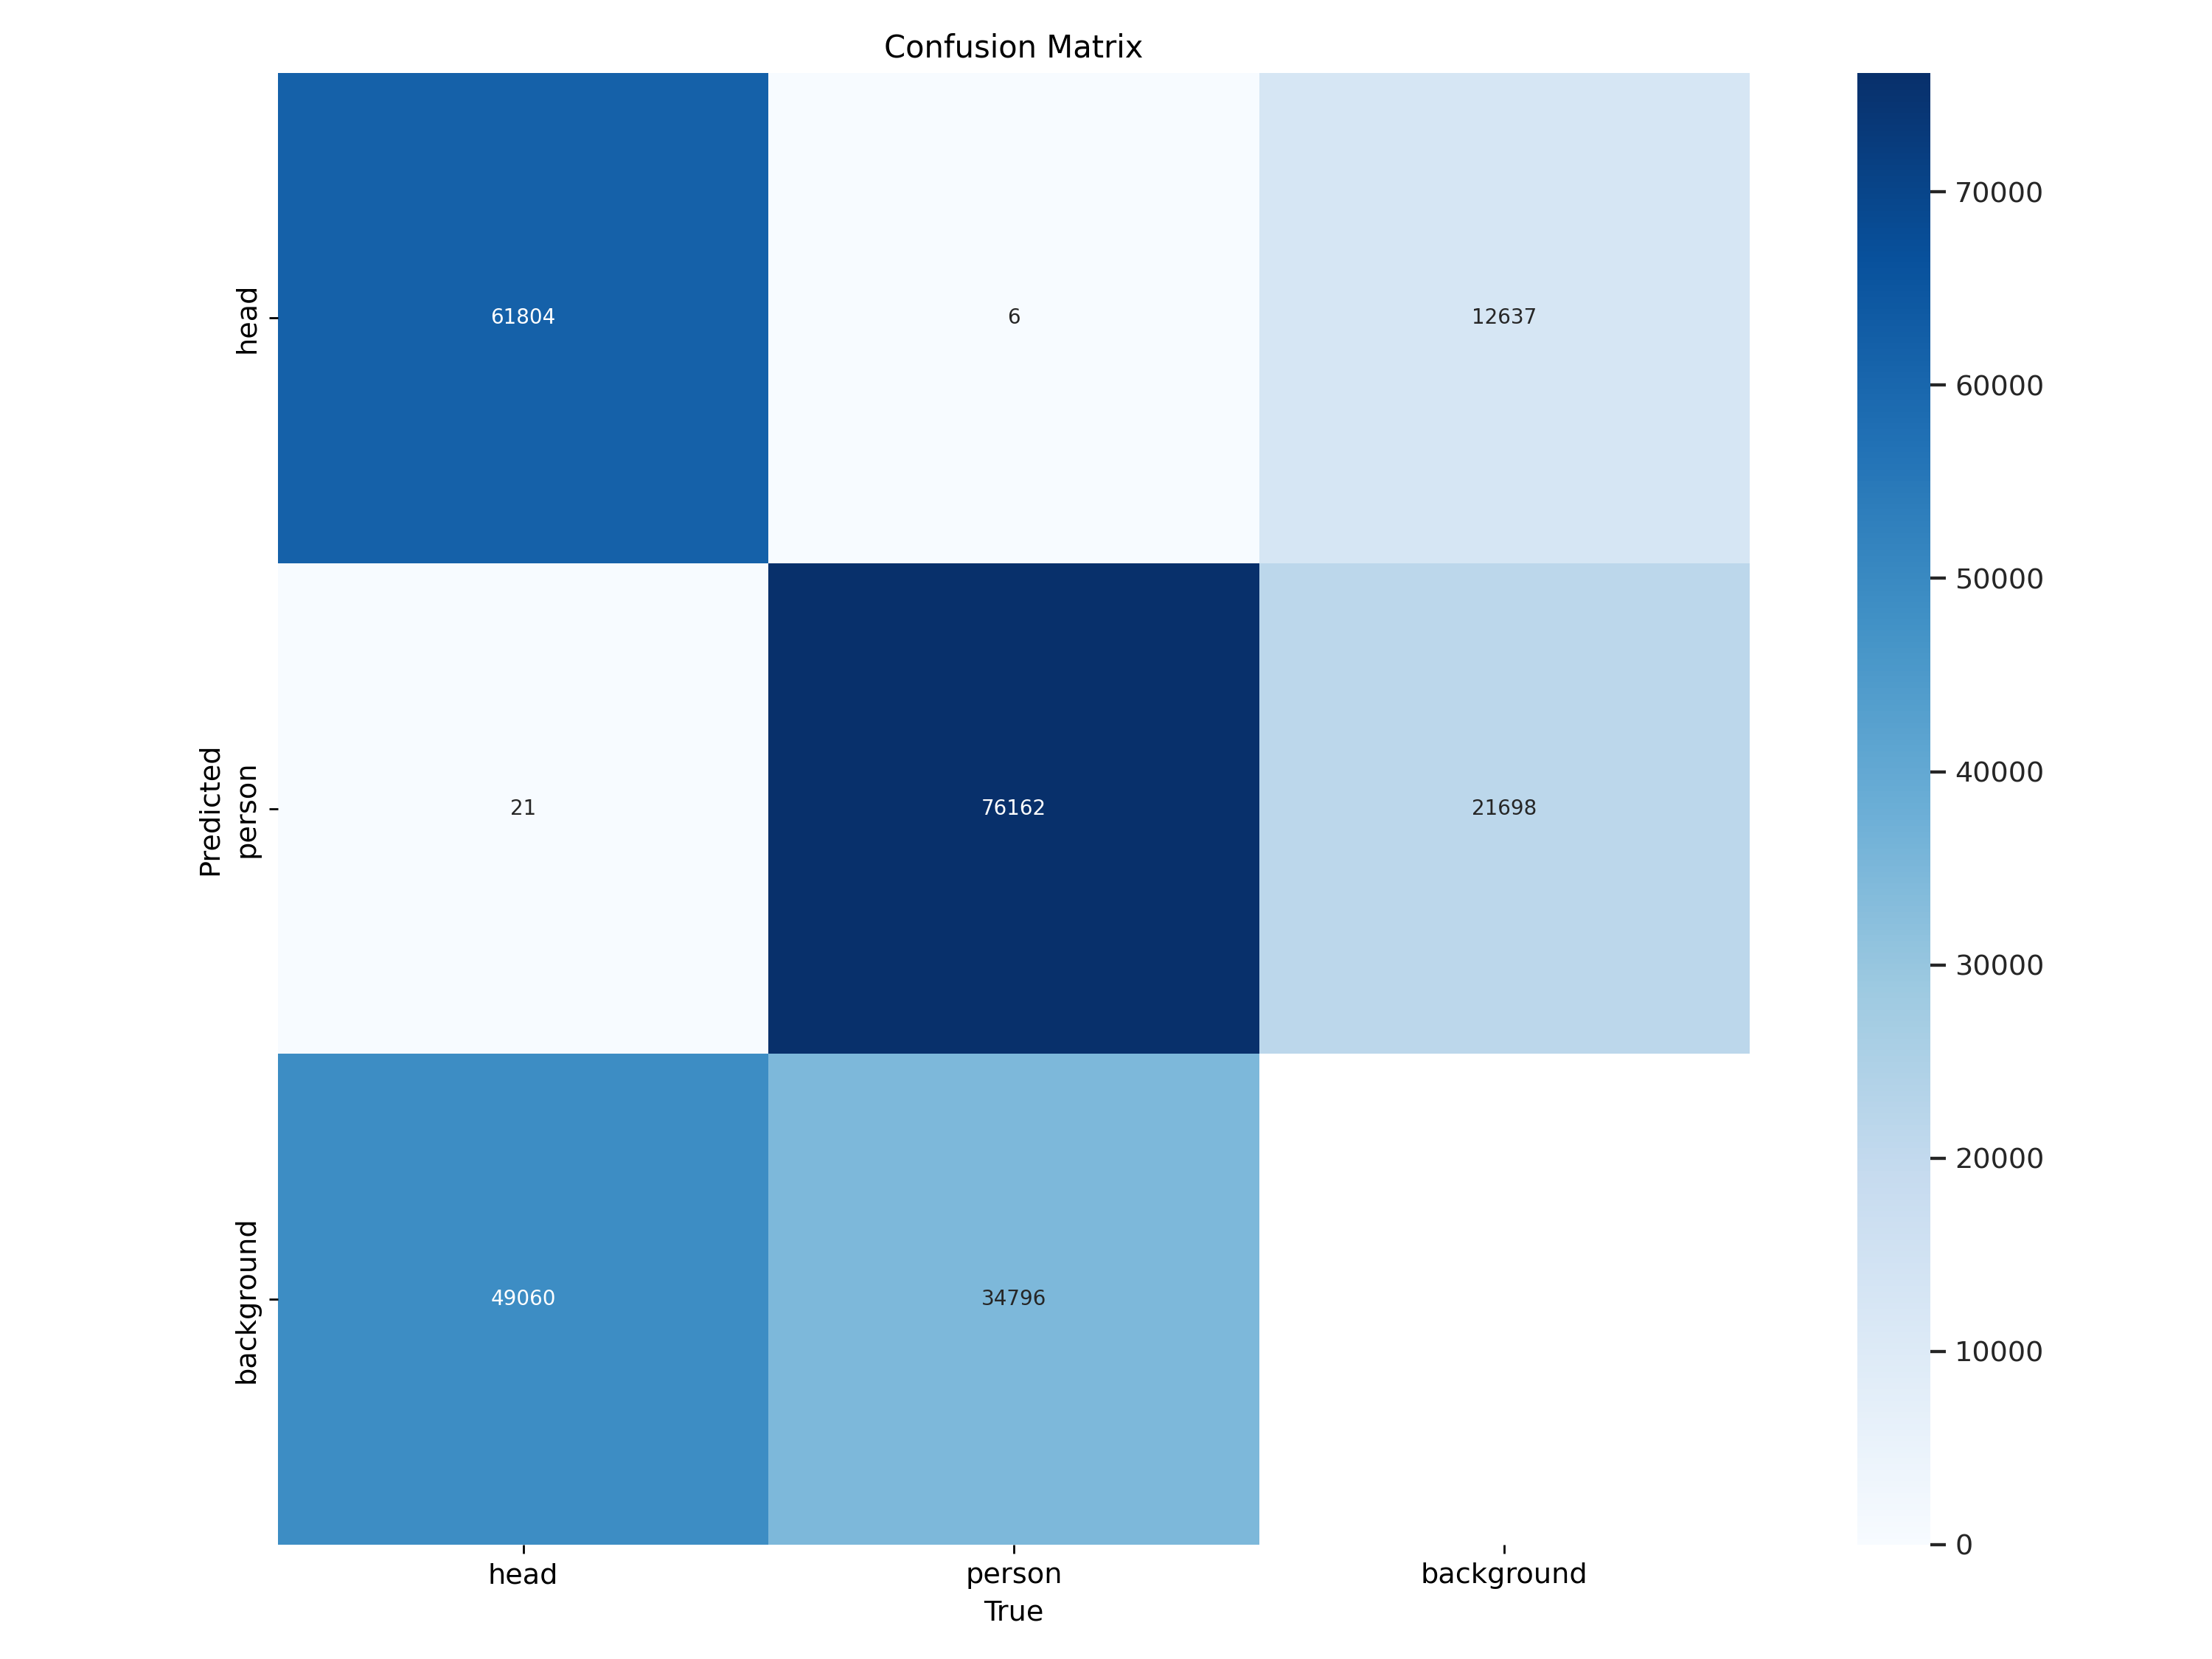 Confusion Matrix
head
61804
6
12637
Predicted
person
21
76162
21698
background
49060
34796
head
person
background
True
70000
60000
50000
40000
30000
20000
10000
0